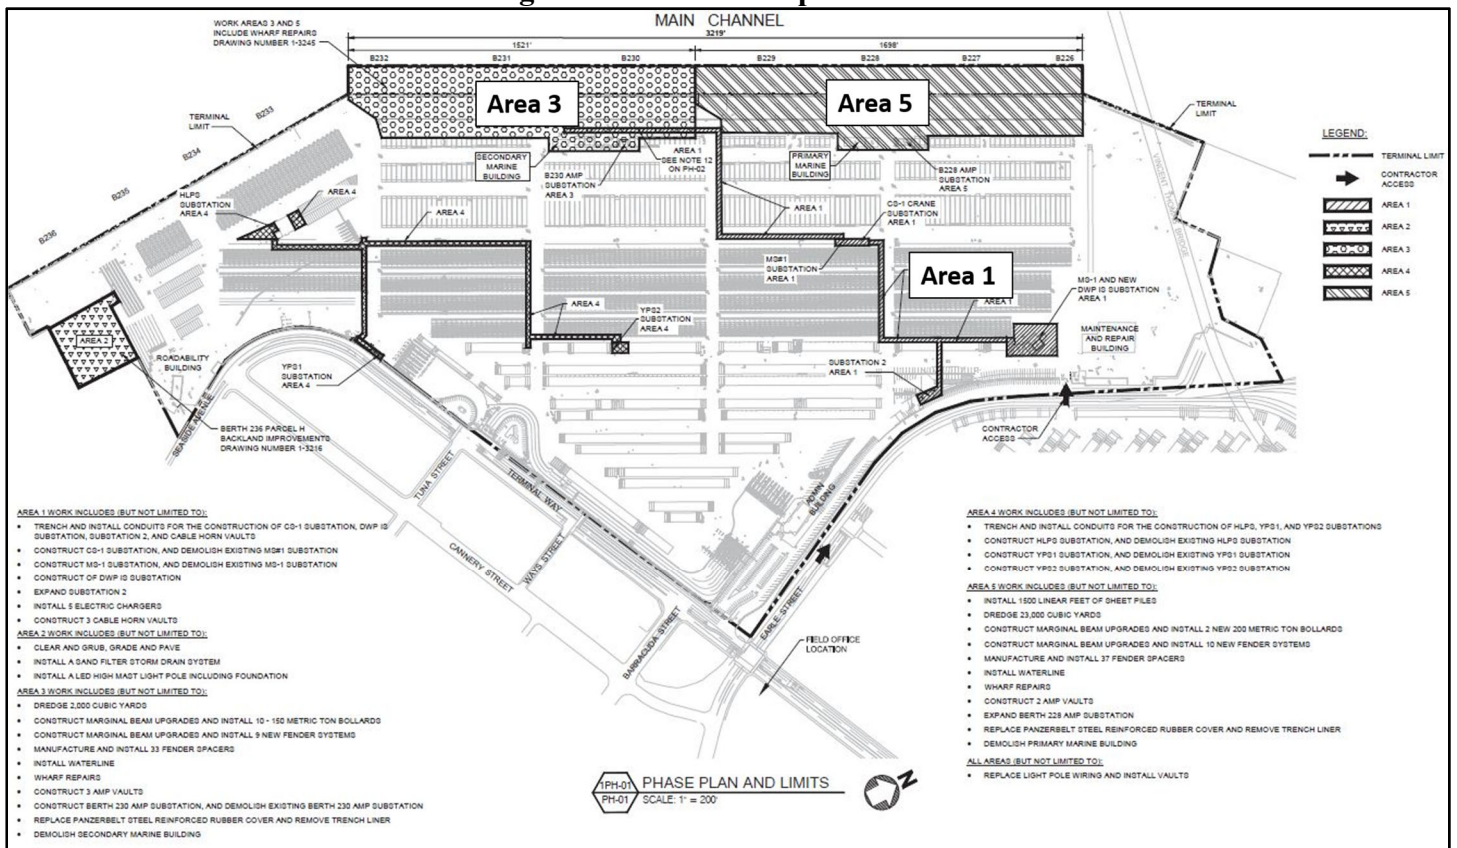 MAIN CHANNEL
3219'
1521'
1698'
WORK AREAS 3 AND 5
INCLUDE WHARF REPAIRS
DRAWING NUMBER 1-3245
B232
B231
B230
B229
B228
B227
B226
Area 3
Area 5
TERMINAL
LIMIT
B233
B234
B235
B236
TERMINAL
LIMIT
SECONDARY
MARINE
BUILDING
B230 AMP
SUBSTATION
AREA 3
AREA 1
SEE NOTE 12
ON PH-02
PRIMARY
MARINE
BUILDING
B228 AMP
SUBSTATION
AREA 5
HLPS
SUBSTATION
AREA 4
AREA 4
AREA 4
AREA 1
CS-1 CRANE
SUBSTATION
AREA 1
MS#1
SUBSTATION
AREA 1
Area 1
AREA 1
MS-1 AND NEW
DWP IS SUBSTATION
AREA 1
VINCENT THOMAS BRIDGE
AREA 4
YPS2
SUBSTATION
AREA 4
AREA 2
ROADABILITY
BUILDING
YPS1
SUBSTATION
AREA 4
SUBSTATION 2
AREA 1
MAINTENANCE
AND REPAIR
BUILDING
CONTRACTOR
ACCESS
SEASIDE AVENUE
BERTH 236 PARCEL H
BACKLAND IMPROVEMENTS
DRAWING NUMBER 1-3216
TUNA STREET
TERMINAL WAY
CANNERY STREET
WAYS STREET
BARRACUDA STREET
ADMIN
BUILDING
EARLE STREET
FIELD OFFICE
LOCATION
LEGEND:
TERMINAL LIMIT
CONTRACTOR
ACCESS
AREA 1
AREA 2
AREA 3
AREA 4
AREA 5
AREA 1 WORK INCLUDES (BUT NOT LIMITED TO):
• TRENCH AND INSTALL CONDUITS FOR THE CONSTRUCTION OF CS-1 SUBSTATION, DWP IS
SUBSTATION, SUBSTATION 2, AND CABLE HORN VAULTS
• CONSTRUCT CS-1 SUBSTATION, AND DEMOLISH EXISTING MS#1 SUBSTATION
• CONSTRUCT MS-1 SUBSTATION, AND DEMOLISH EXISTING MS-1 SUBSTATION
• CONSTRUCT OF DWP IS SUBSTATION
• EXPAND SUBSTATION 2
• INSTALL 5 ELECTRIC CHARGERS
• CONSTRUCT 3 CABLE HORN VAULTS
AREA 2 WORK INCLUDES (BUT NOT LIMITED TO):
• CLEAR AND GRUB, GRADE AND PAVE
• INSTALL A SAND FILTER STORM DRAIN SYSTEM
• INSTALL A LED HIGH MAST LIGHT POLE INCLUDING FOUNDATION
AREA 3 WORK INCLUDES (BUT NOT LIMITED TO):
• DREDGE 2,000 CUBIC YARDS
• CONSTRUCT MARGINAL BEAM UPGRADES AND INSTALL 10 - 150 METRIC TON BOLLARDS
• CONSTRUCT MARGINAL BEAM UPGRADES AND INSTALL 9 NEW FENDER SYSTEMS
• MANUFACTURE AND INSTALL 33 FENDER SPACERS
• INSTALL WATERLINE
• WHARF REPAIRS
• CONSTRUCT 3 AMP VAULTS
• CONSTRUCT BERTH 230 AMP SUBSTATION, AND DEMOLISH EXISTING BERTH 230 AMP SUBSTATION
• REPLACE PANZERBELT STEEL REINFORCED RUBBER COVER AND REMOVE TRENCH LINER
• DEMOLISH SECONDARY MARINE BUILDING
AREA 4 WORK INCLUDES (BUT NOT LIMITED TO):
• TRENCH AND INSTALL CONDUITS FOR THE CONSTRUCTION OF HLPS, YPS1, AND YPS2 SUBSTATIONS
• CONSTRUCT HLPS SUBSTATION, AND DEMOLISH EXISTING HLPS SUBSTATION
• CONSTRUCT YPS1 SUBSTATION, AND DEMOLISH EXISTING YPS1 SUBSTATION
• CONSTRUCT YPS2 SUBSTATION, AND DEMOLISH EXISTING YPS2 SUBSTATION
AREA 5 WORK INCLUDES (BUT NOT LIMITED TO):
• INSTALL 1500 LINEAR FEET OF SHEET PILES
• DREDGE 23,000 CUBIC YARDS
• CONSTRUCT MARGINAL BEAM UPGRADES AND INSTALL 2 NEW 200 METRIC TON BOLLARDS
• CONSTRUCT MARGINAL BEAM UPGRADES AND INSTALL 10 NEW FENDER SYSTEMS
• MANUFACTURE AND INSTALL 37 FENDER SPACERS
• INSTALL WATERLINE
• WHARF REPAIRS
• CONSTRUCT 2 AMP VAULTS
• EXPAND BERTH 228 AMP SUBSTATION
• REPLACE PANZERBELT STEEL REINFORCED RUBBER COVER AND REMOVE TRENCH LINER
• DEMOLISH PRIMARY MARINE BUILDING
ALL AREAS (BUT NOT LIMITED TO):
• REPLACE LIGHT POLE WIRING AND INSTALL VAULTS
1PH-01
PH-01
PHASE PLAN AND LIMITS
SCALE: 1" = 200'
N